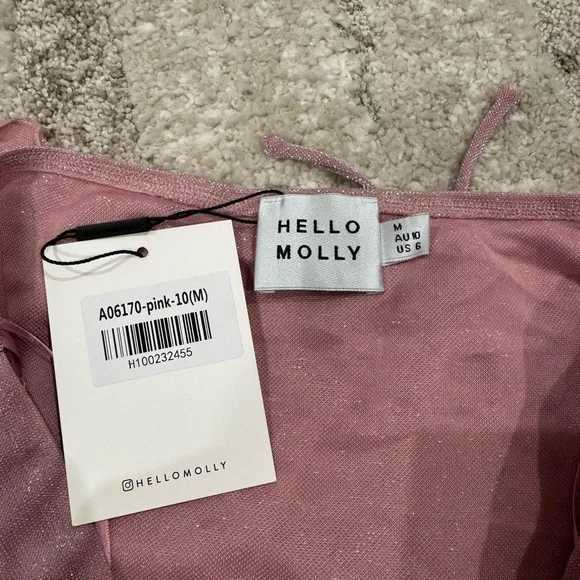 HELLO
MOLLY
M
AU 10
US 6
A06170-pink-10(M)
H100232455
HELLOMOLLY